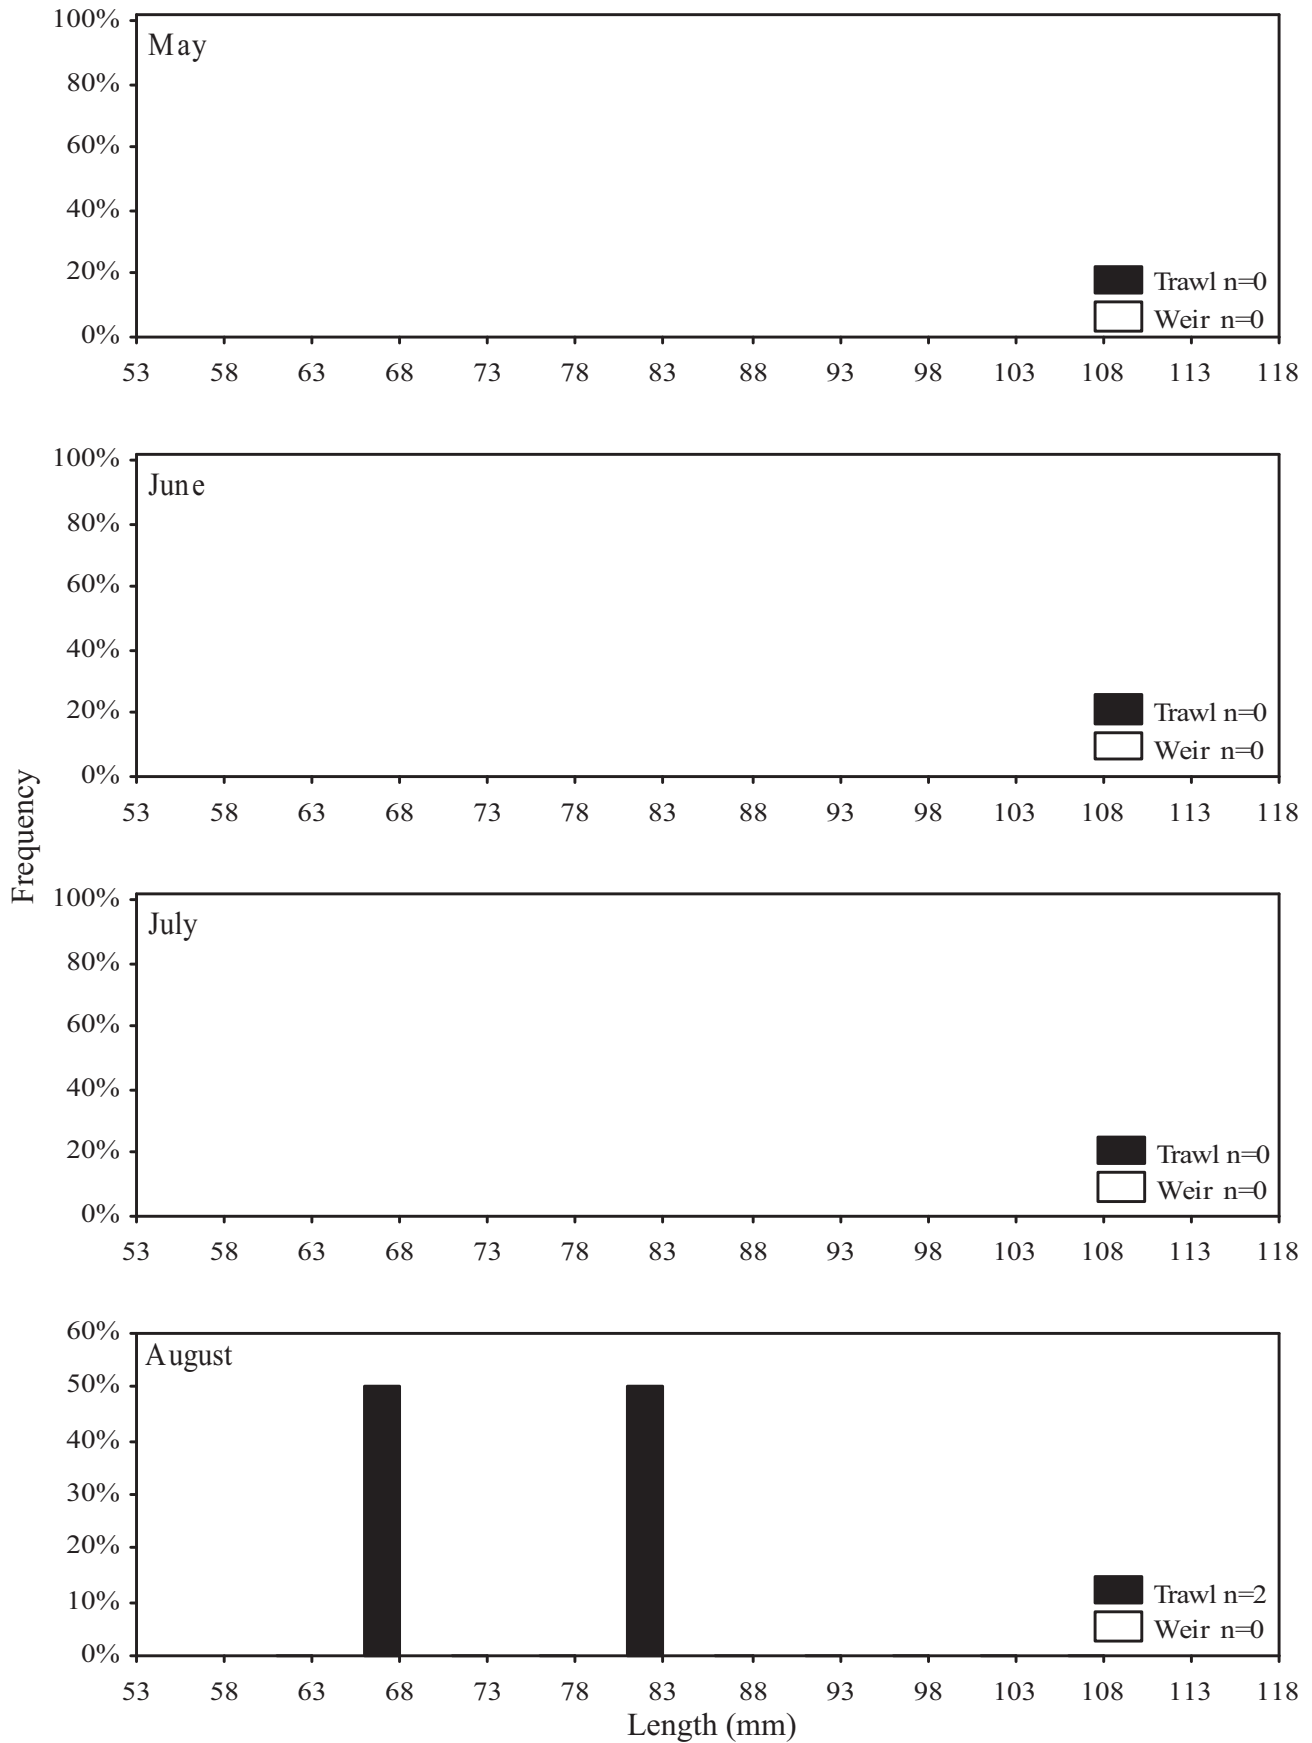 Frequency
May
100%
80%
60%
40%
20%
0%
Trawl n=0
Weir n=0
53 58 63 68 73 78 83 88 93 98 103 108 113 118
June
100%
80%
60%
40%
20%
0%
Trawl n=0
Weir n=0
53 58 63 68 73 78 83 88 93 98 103 108 113 118
July
100%
80%
60%
40%
20%
0%
Trawl n=0
Weir n=0
53 58 63 68 73 78 83 88 93 98 103 108 113 118
August
60%
50%
40%
30%
20%
10%
0%
Trawl n=2
Weir n=0
53 58 63 68 73 78 83 88 93 98 103 108 113 118
Length (mm)